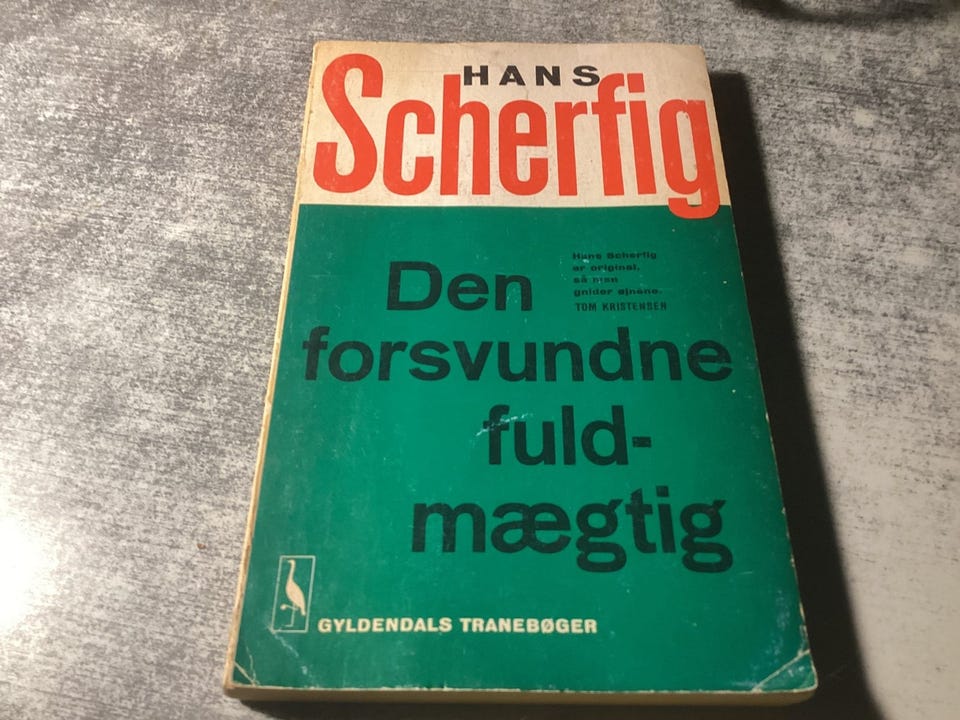 HANS
Scherfig
Hans Scherfig
er original,
så man
gnider øjnene.
TOM KRISTENSEN
Den
forsvundne
fuld-
mægtig
GYLDENDALS TRANEBØGER